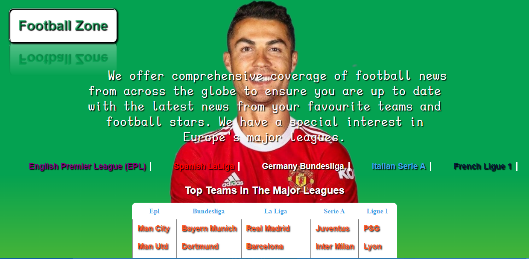 Football Zone
We offer comprehensive coverage of football news
from across the globe to ensure you are up to date
with the latest news from your favourite teams and
football stars. We have a special interest in
Europe's major leagues.
English Premier League (EPL) | Spanish LaLiga | Germany Bundesliga | Italian Serie A | French Ligue 1 |
Top Teams In The Major Leagues
Epl Bundesliga La Liga Serie A Ligue 1
Man City Bayern Munich Real Madrid Juventus PSG
Man Utd Dortmund Barcelona Inter Milan Lyon